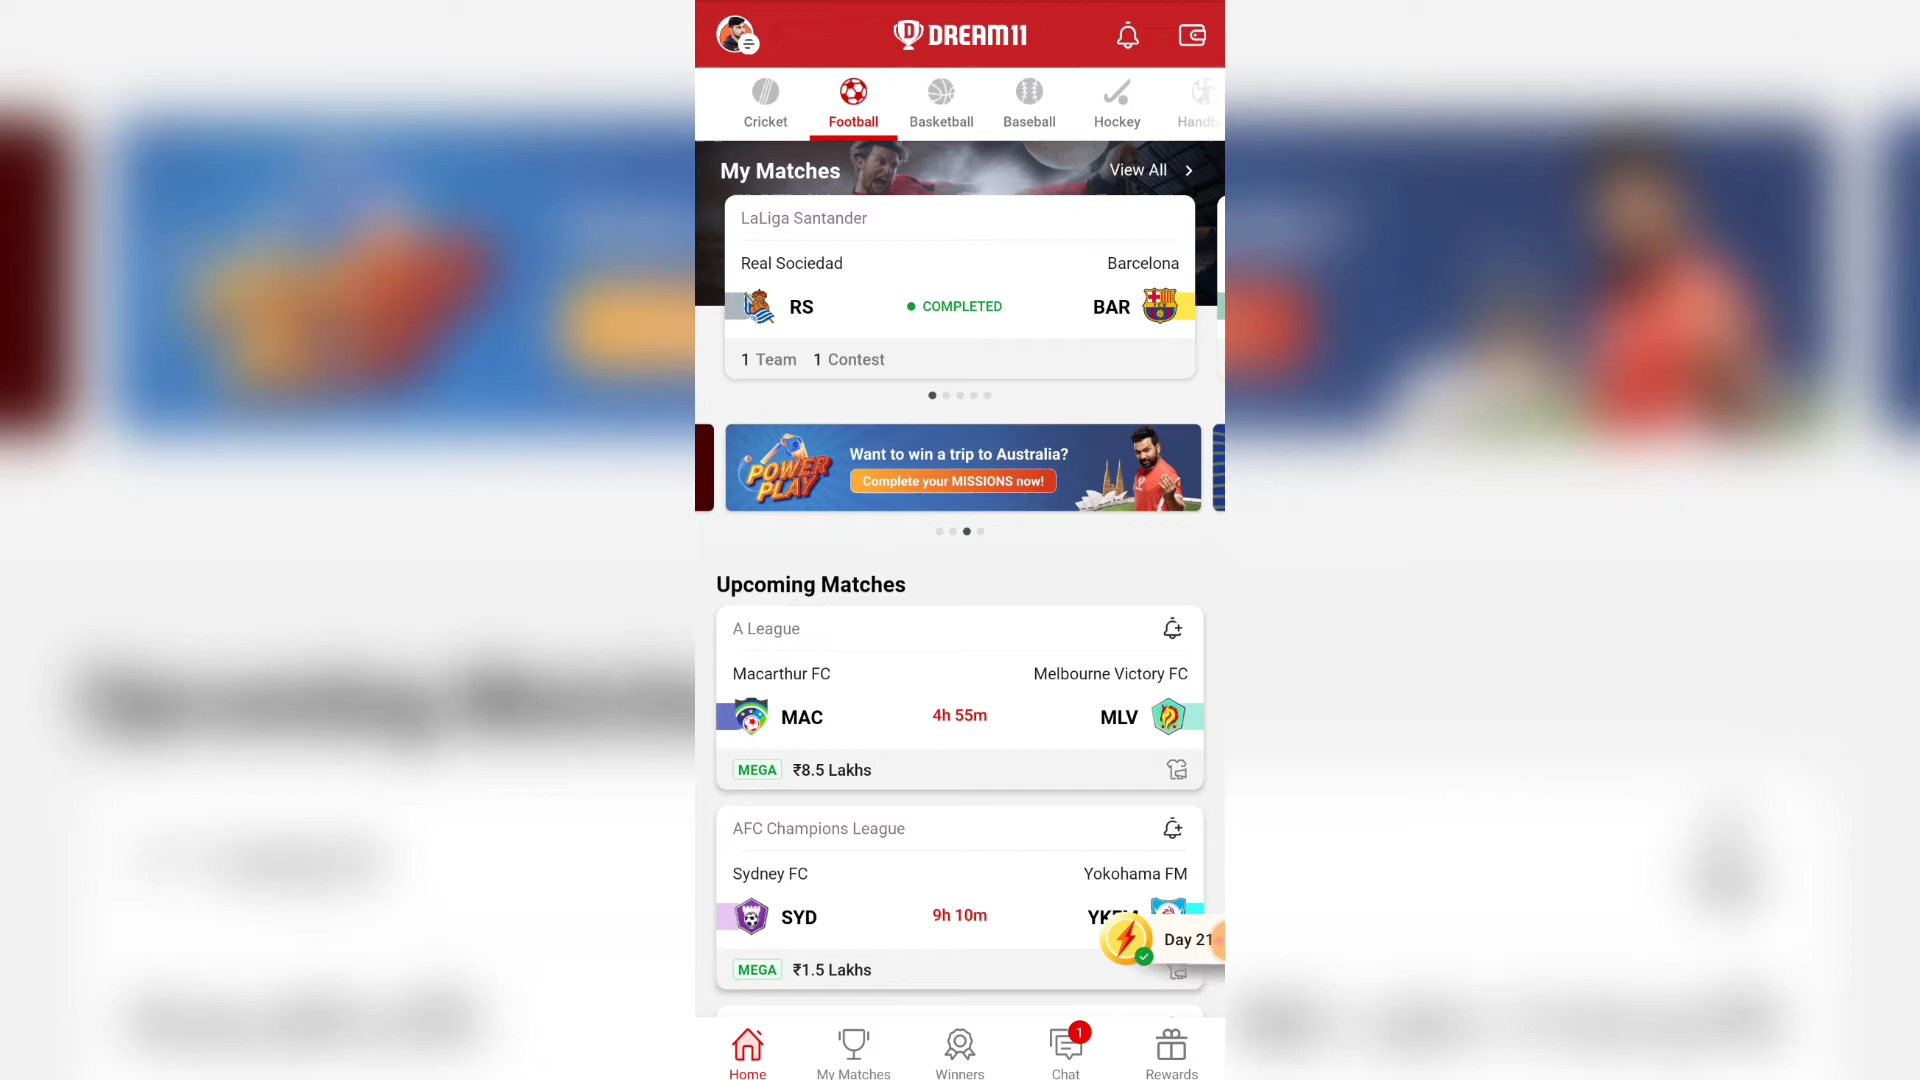 DREAM11
Cricket
Football
Basketball
Baseball
Hockey
My Matches
View All
LaLiga Santander
Real Sociedad
Barcelona
RS
COMPLETED
BAR
1 Team 1 Contest
POWER
PLAY
Want to win a trip to Australia?
Complete your MISSIONS now!
Upcoming Matches
A League
Macarthur FC
Melbourne Victory FC
MAC
4h 55m
MLV
MEGA ₹8.5 Lakhs
AFC Champions League
Sydney FC
Yokohama FM
SYD
9h 10m
Day 21
MEGA ₹1.5 Lakhs
1
Home
My Matches
Winners
Chat
Rewards